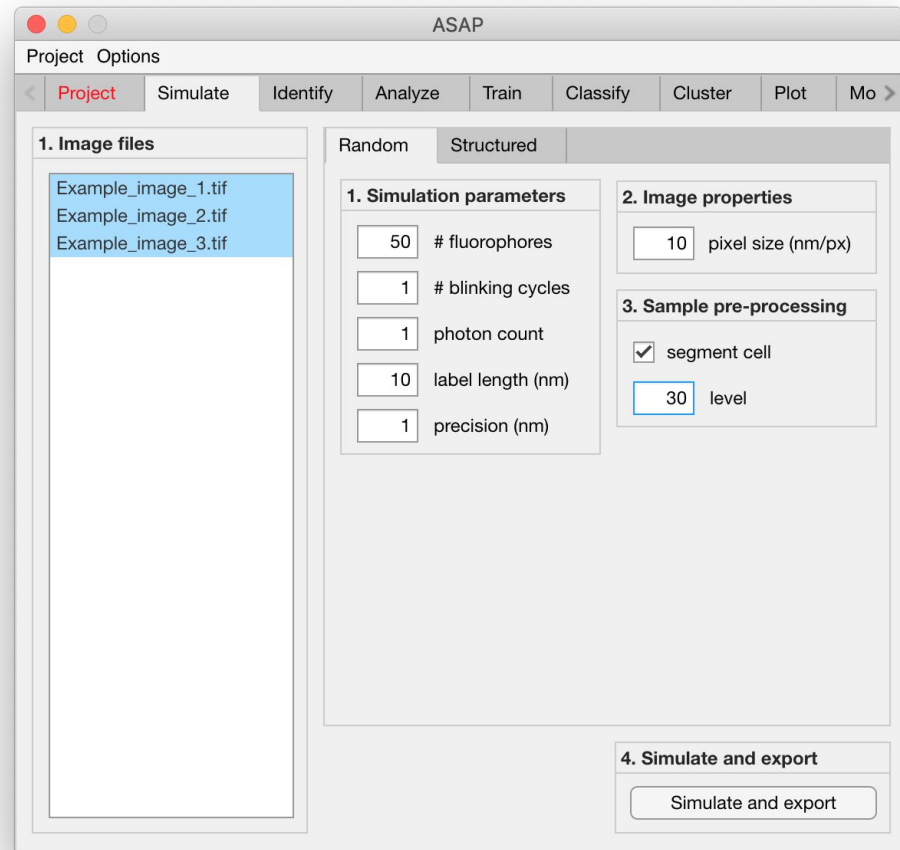 ASAP
Project Options
Project Simulate Identify Analyze Train Classify Cluster Plot Mo
1. Image files
Example_image_1.tif
Example_image_2.tif
Example_image_3.tif
Random Structured
1. Simulation parameters
50 # fluorophores
1 # blinking cycles
1 photon count
10 label length (nm)
1 precision (nm)
2. Image properties
10 pixel size (nm/px)
3. Sample pre-processing
segment cell
30 level
4. Simulate and export
Simulate and export